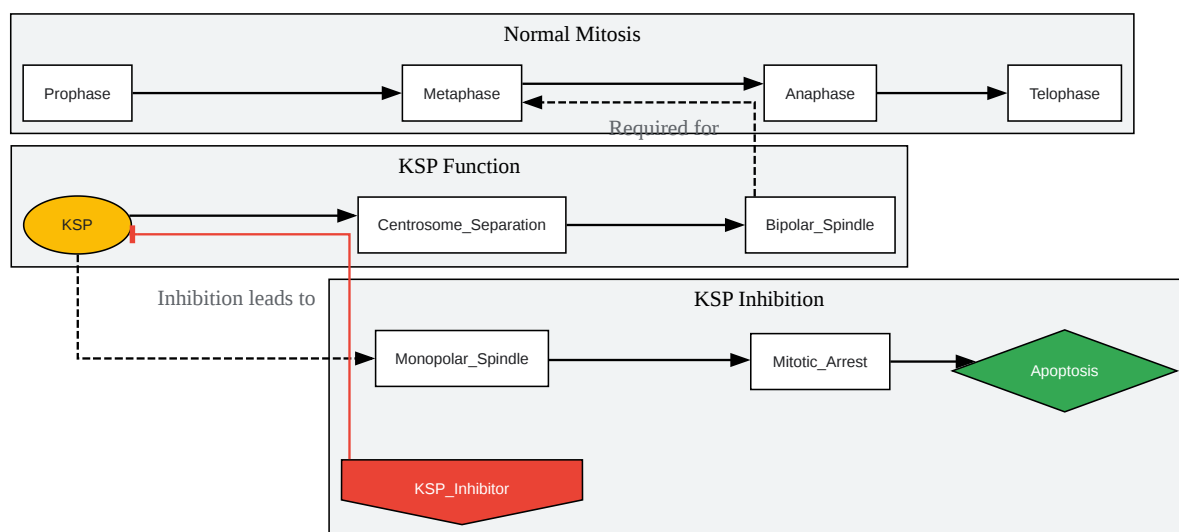 Normal Mitosis
Prophase
Metaphase
Anaphase
Telophase
Required for
KSP Function
KSP
Centrosome_Separation
Bipolar_Spindle
Inhibition leads to
KSP Inhibition
Monopolar_Spindle
Mitotic_Arrest
Apoptosis
KSP_Inhibitor